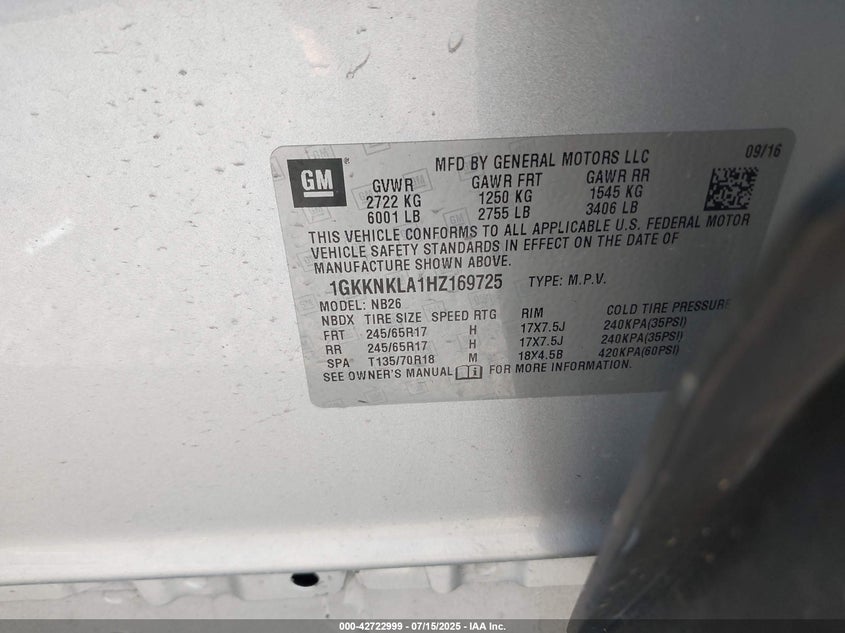 MFD BY GENERAL MOTORS LLC 09/16
GM
GVWR GAWR FRT GAWR RR
2722 KG 1250 KG 1545 KG
6001 LB 2755 LB 3406 LB
THIS VEHICLE CONFORMS TO ALL APPLICABLE U.S. FEDERAL MOTOR
VEHICLE SAFETY STANDARDS IN EFFECT ON THE DATE OF
MANUFACTURE SHOWN ABOVE.
1GKKNKLA1HZ169725 TYPE: M.P.V.
MODEL: NB26
NBDX TIRE SIZE SPEED RTG RIM COLD TIRE PRESSURE
FRT 245/65R17 H 17X7.5J 240KPA(35PSI)
RR 245/65R17 H 17X7.5J 240KPA(35PSI)
SPA T135/70R18 M 18X4.5B 420KPA(60PSI)
SEE OWNER'S MANUAL FOR MORE INFORMATION.
000-42722999 - 07/15/2025 - IAA Inc.